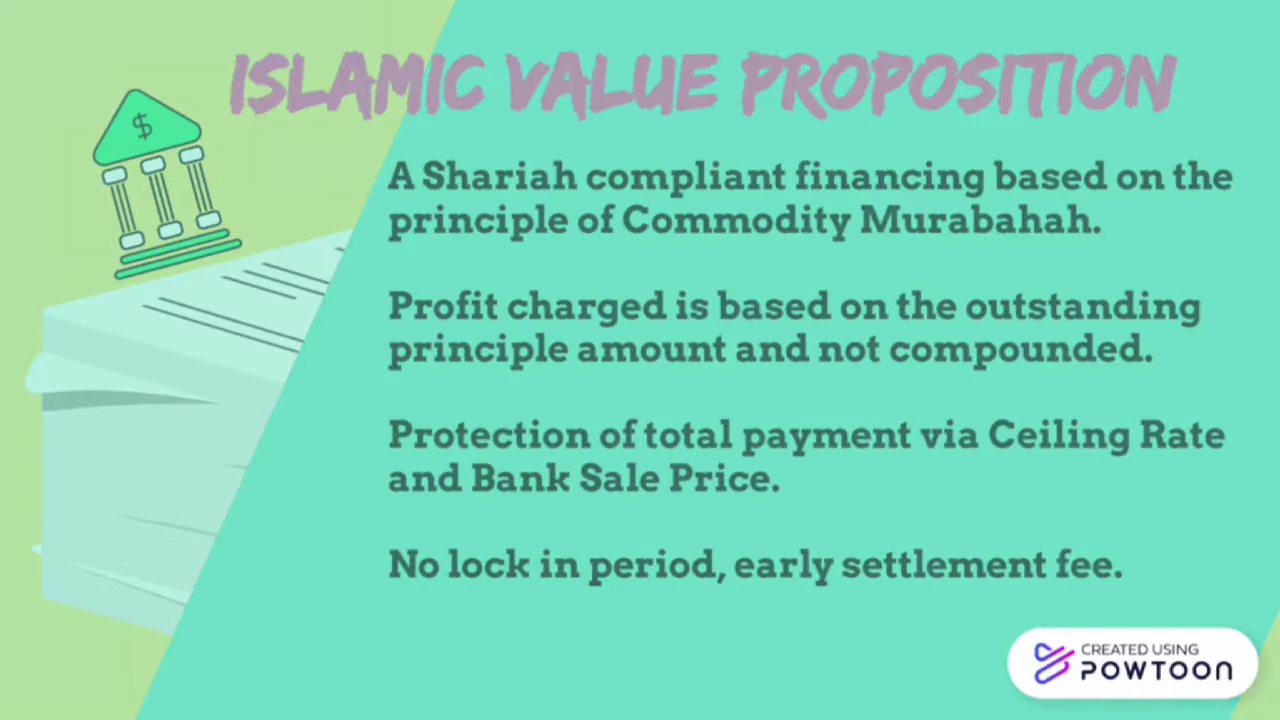 ISLAMIC VALUE PROPOSITION
$
A Shariah compliant financing based on the
principle of Commodity Murabahah.
Profit charged is based on the outstanding
principle amount and not compounded.
Protection of total payment via Ceiling Rate
and Bank Sale Price.
No lock in period, early settlement fee.
CREATED USING
POWTOON